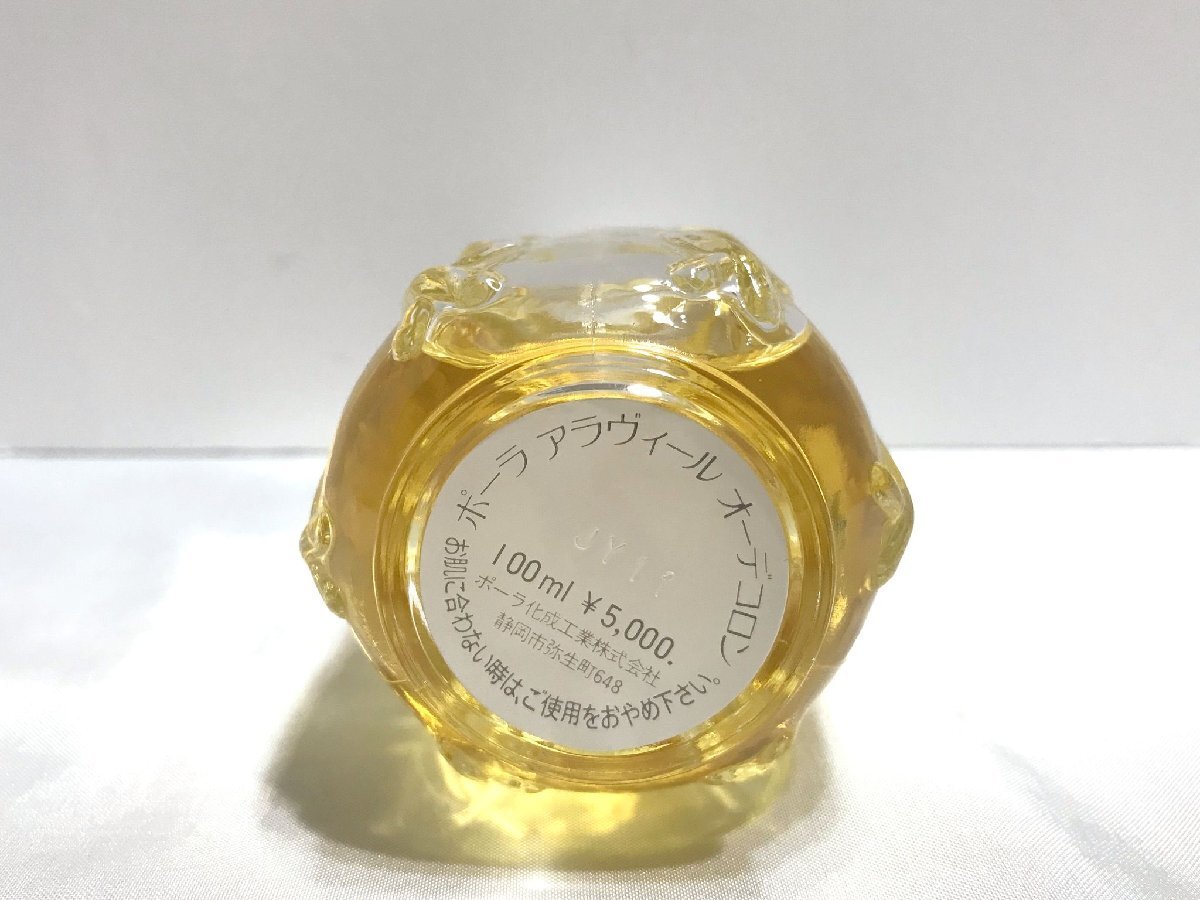 ポーラ アラヴィール オーデコロン
100ml ¥5,000.
ポーラ化成工業株式会社
静岡市弥生町648
お肌に合わない時は、ご使用をおやめ下さい。